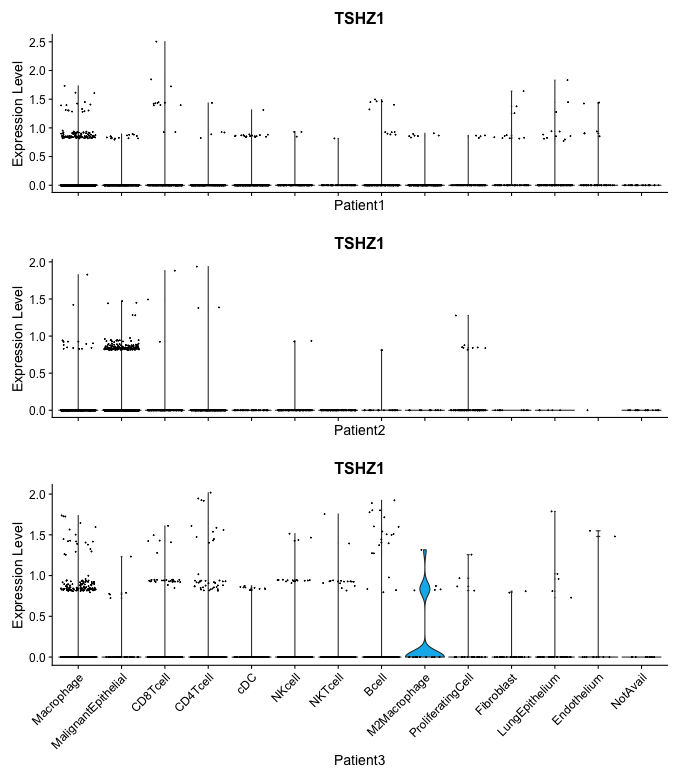 TSHZ1
Expression Level
2.5
2.0
1.5
1.0
0.5
0.0
Patient1
TSHZ1
Expression Level
2.0
1.5
1.0
0.5
0.0
Patient2
TSHZ1
Expression Level
2.0
1.5
1.0
0.5
0.0
Macrophage
MalignantEpithelial
CD8Tcell
CD4Tcell
cDC
NKcell
NKTcell
Bcell
M2Macrophage
ProliferatingCell
Fibroblast
LungEpithelium
Endothelium
NotAvail
Patient3